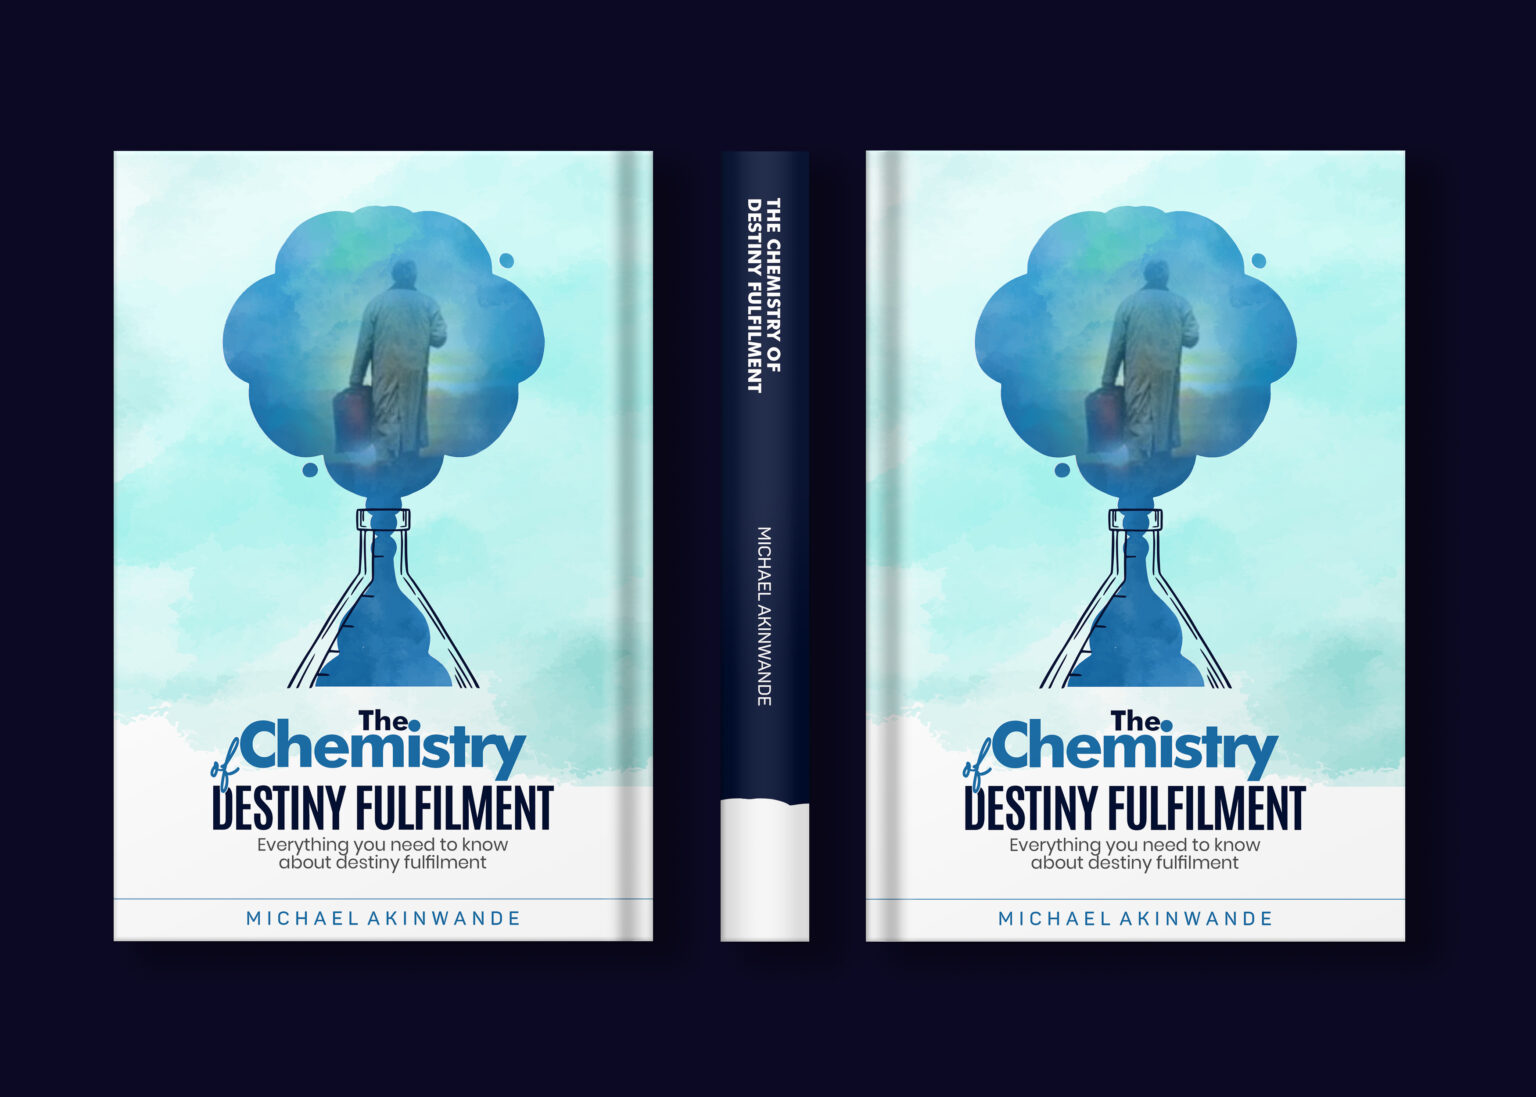 The
Chemistry
of
DESTINY FULFILMENT
Everything you need to know
about destiny fulfilment
MICHAEL AKINWANDE
THE CHEMISTRY OF
DESTINY FULFILMENT
MICHAEL AKINWANDE
The
Chemistry
of
DESTINY FULFILMENT
Everything you need to know
about destiny fulfilment
MICHAEL AKINWANDE